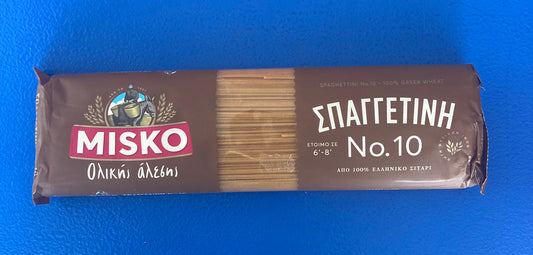 MISKO
Ολικής άλεσης
SPAGHETTINI No.10 - 100% GREEK WHEAT
ΣΠΑΓΓΕΤΙΝΗ
ΕΤΟΙΜΟ ΣΕ
6'-8'
No.10
ΑΠΟ 100% ΕΛΛΗΝΙΚΟ ΣΙΤΑΡΙ